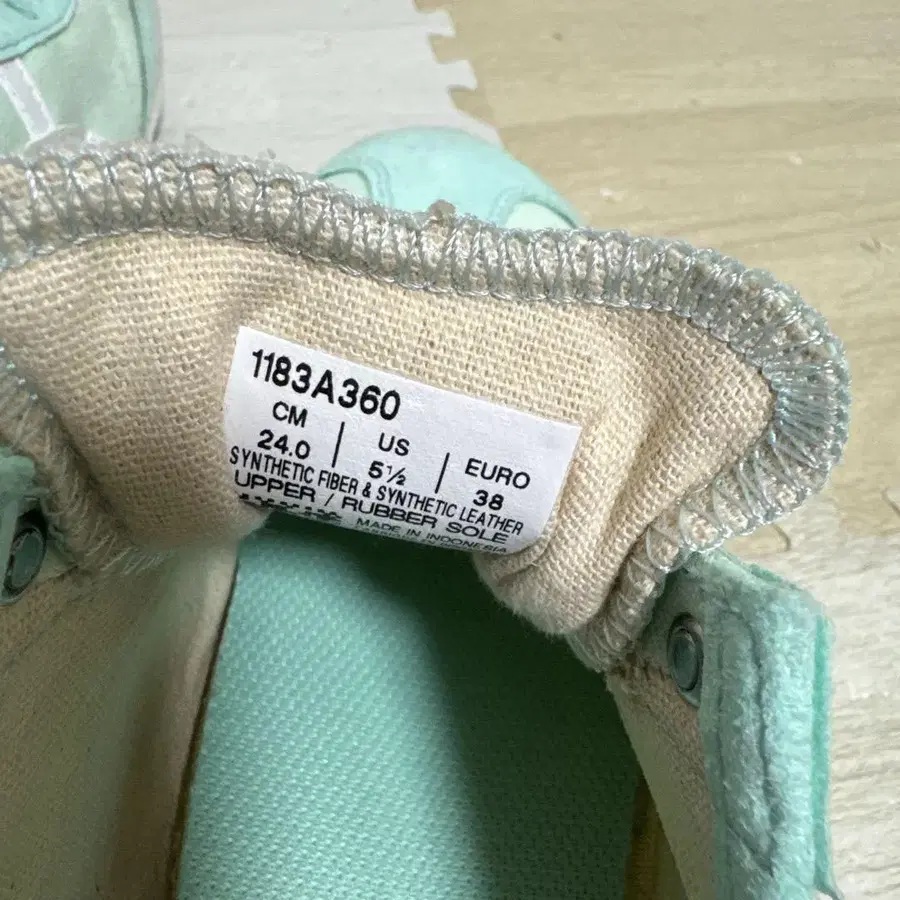 1183A360
CM | US | EURO
24.0 | 5½ | 38
SYNTHETIC FIBER & SYNTHETIC LEATHER
UPPER / RUBBER SOLE
MADE IN INDONESIA